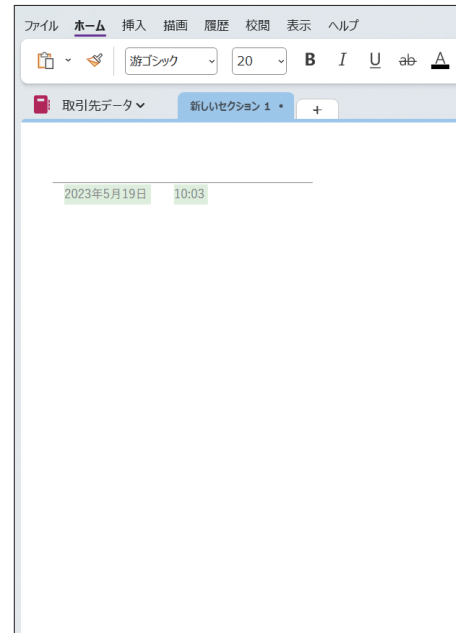 ファイル ホーム 挿入 描画 履歴 校閲 表示 ヘルプ
游ゴシック 20 B I U ab A
取引先データ 新しいセクション 1 +
2023年5月19日 10:03